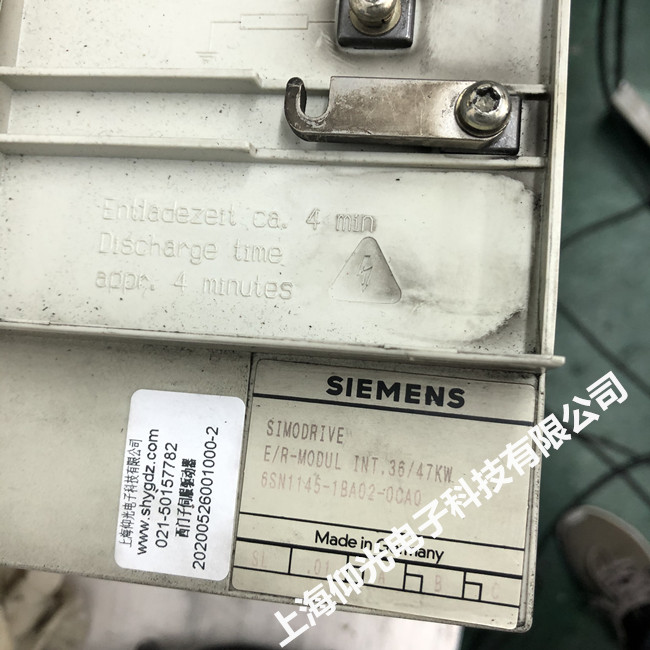 Entladezeit ca. 4 min
Discharge time
appr. 4 minutes
SIEMENS
SIMODRIVE
E/R-MODUL INT.36/47KW
6SN1145-1BA02-0CA0
Made in Germany
.01 A B C
上海仰光电子科技有限公司
www.shygdz.com
021-50157782
西门子伺服驱动器
20200526001000-2
上海仰光电子科技有限公司